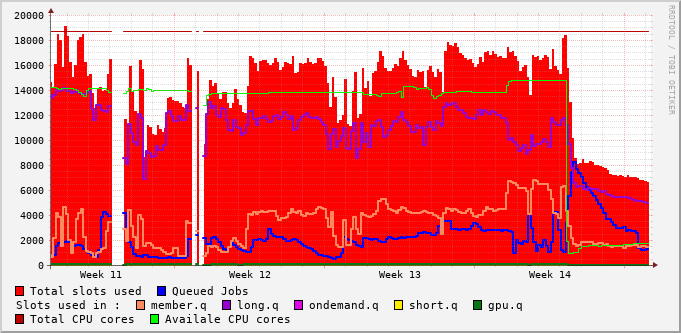 20000
18000
16000
14000
12000
10000
8000
6000
4000
2000
0
Week 11 Week 12 Week 13 Week 14
RRDTOOL / TOBI OETIKER
Total slots used Queued Jobs
Slots used in : member.q long.q ondemand.q short.q gpu.q
Total CPU cores Availale CPU cores